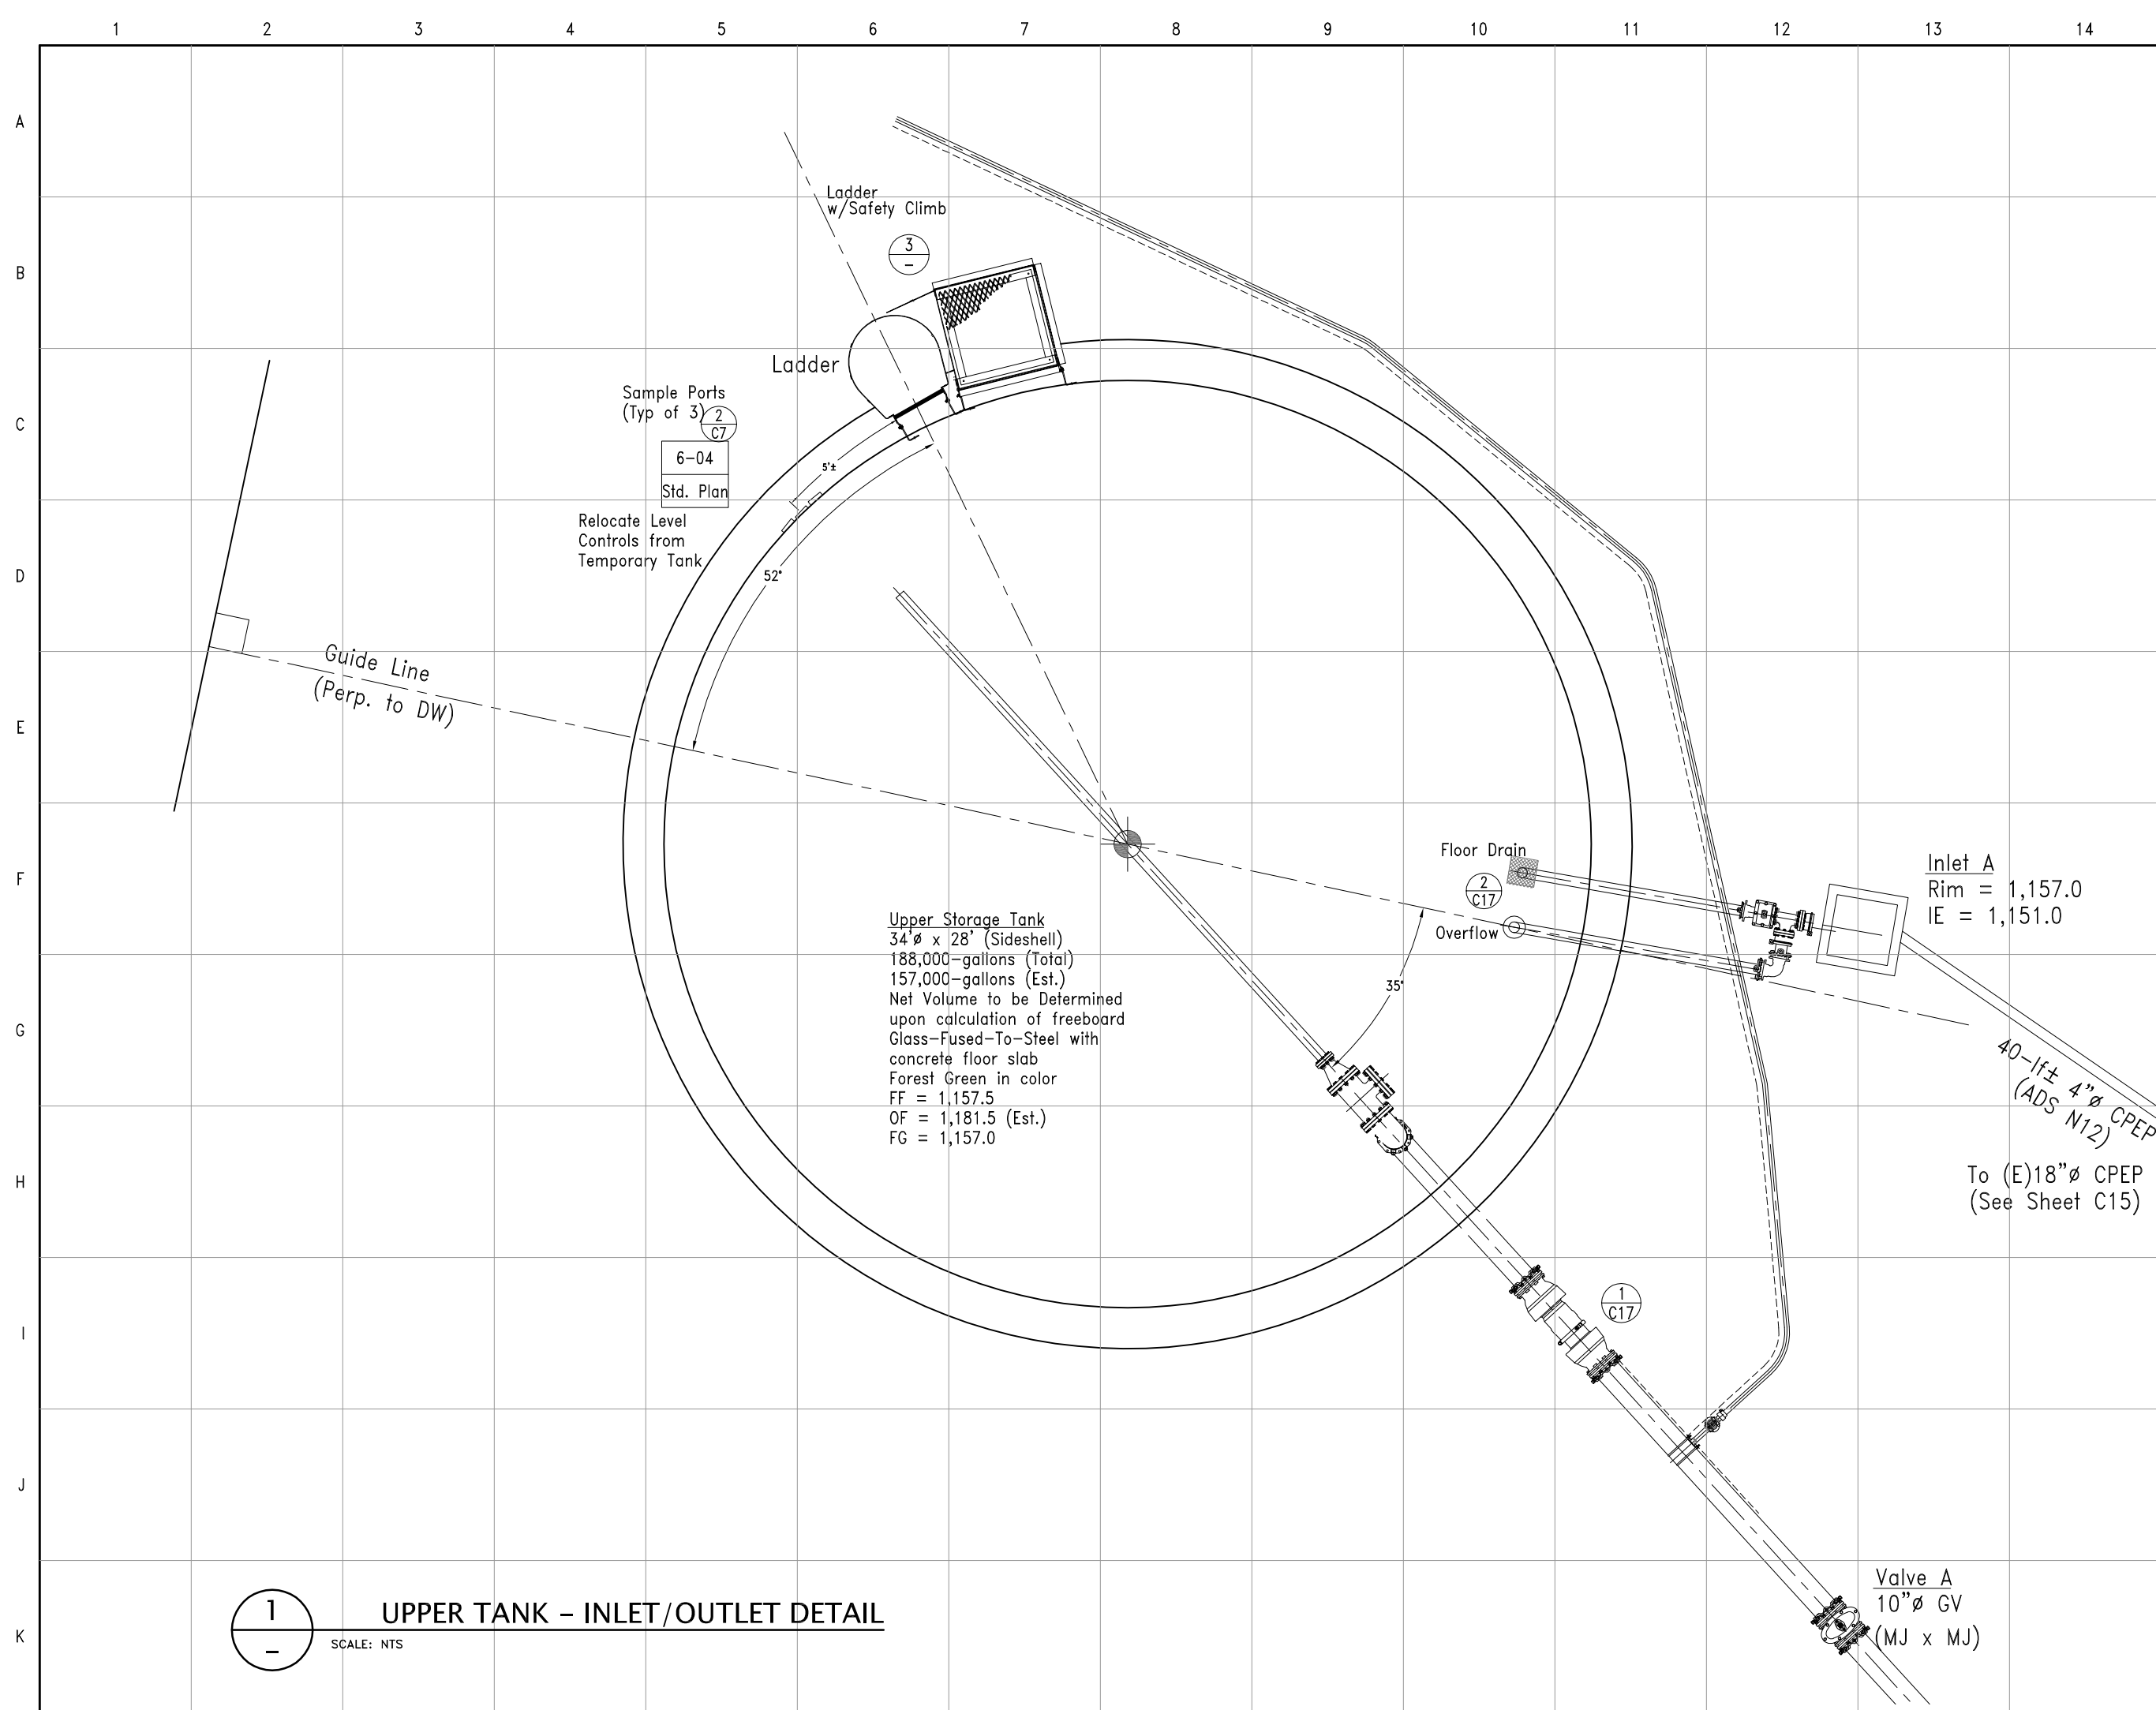 1 2 3 4 5 6 7 8 9 10 11 12 13 14
A
B
C
D
E
F
G
H
I
J
K
Ladder
w/Safety Climb
3
–
Ladder
Sample Ports
(Typ of 3)
2
C7
6-04
Std. Plan
Relocate Level
Controls from
Temporary Tank
5'±
52°
Guide Line
(Perp. to DW)
Floor Drain
2
C17
Overflow
Inlet A
Rim = 1,157.0
IE = 1,151.0
Upper Storage Tank
34'ø x 28' (Sideshell)
188,000-gallons (Total)
157,000-gallons (Est.)
Net Volume to be Determined
upon calculation of freeboard
Glass-Fused-To-Steel with
concrete floor slab
Forest Green in color
FF = 1,157.5
OF = 1,181.5 (Est.)
FG = 1,157.0
35°
40-lf± 4"ø CPEP
(ADS N12)
To (E)18"ø CPEP
(See Sheet C15)
1
C17
Valve A
10"ø GV
(MJ x MJ)
1
–
UPPER TANK - INLET/OUTLET DETAIL
SCALE: NTS